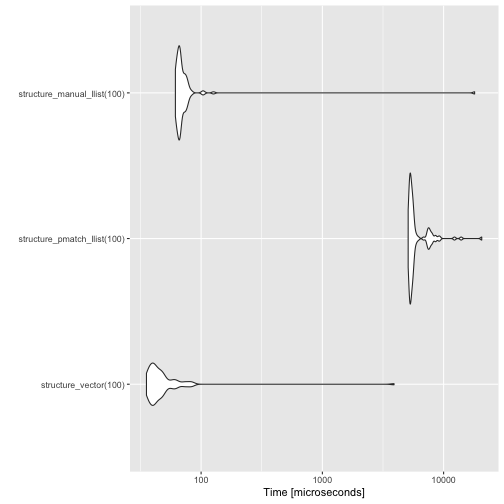 structure_manual_llist(100)
structure_pmatch_llist(100)
structure_vector(100)
100 1000 10000
Time [microseconds]